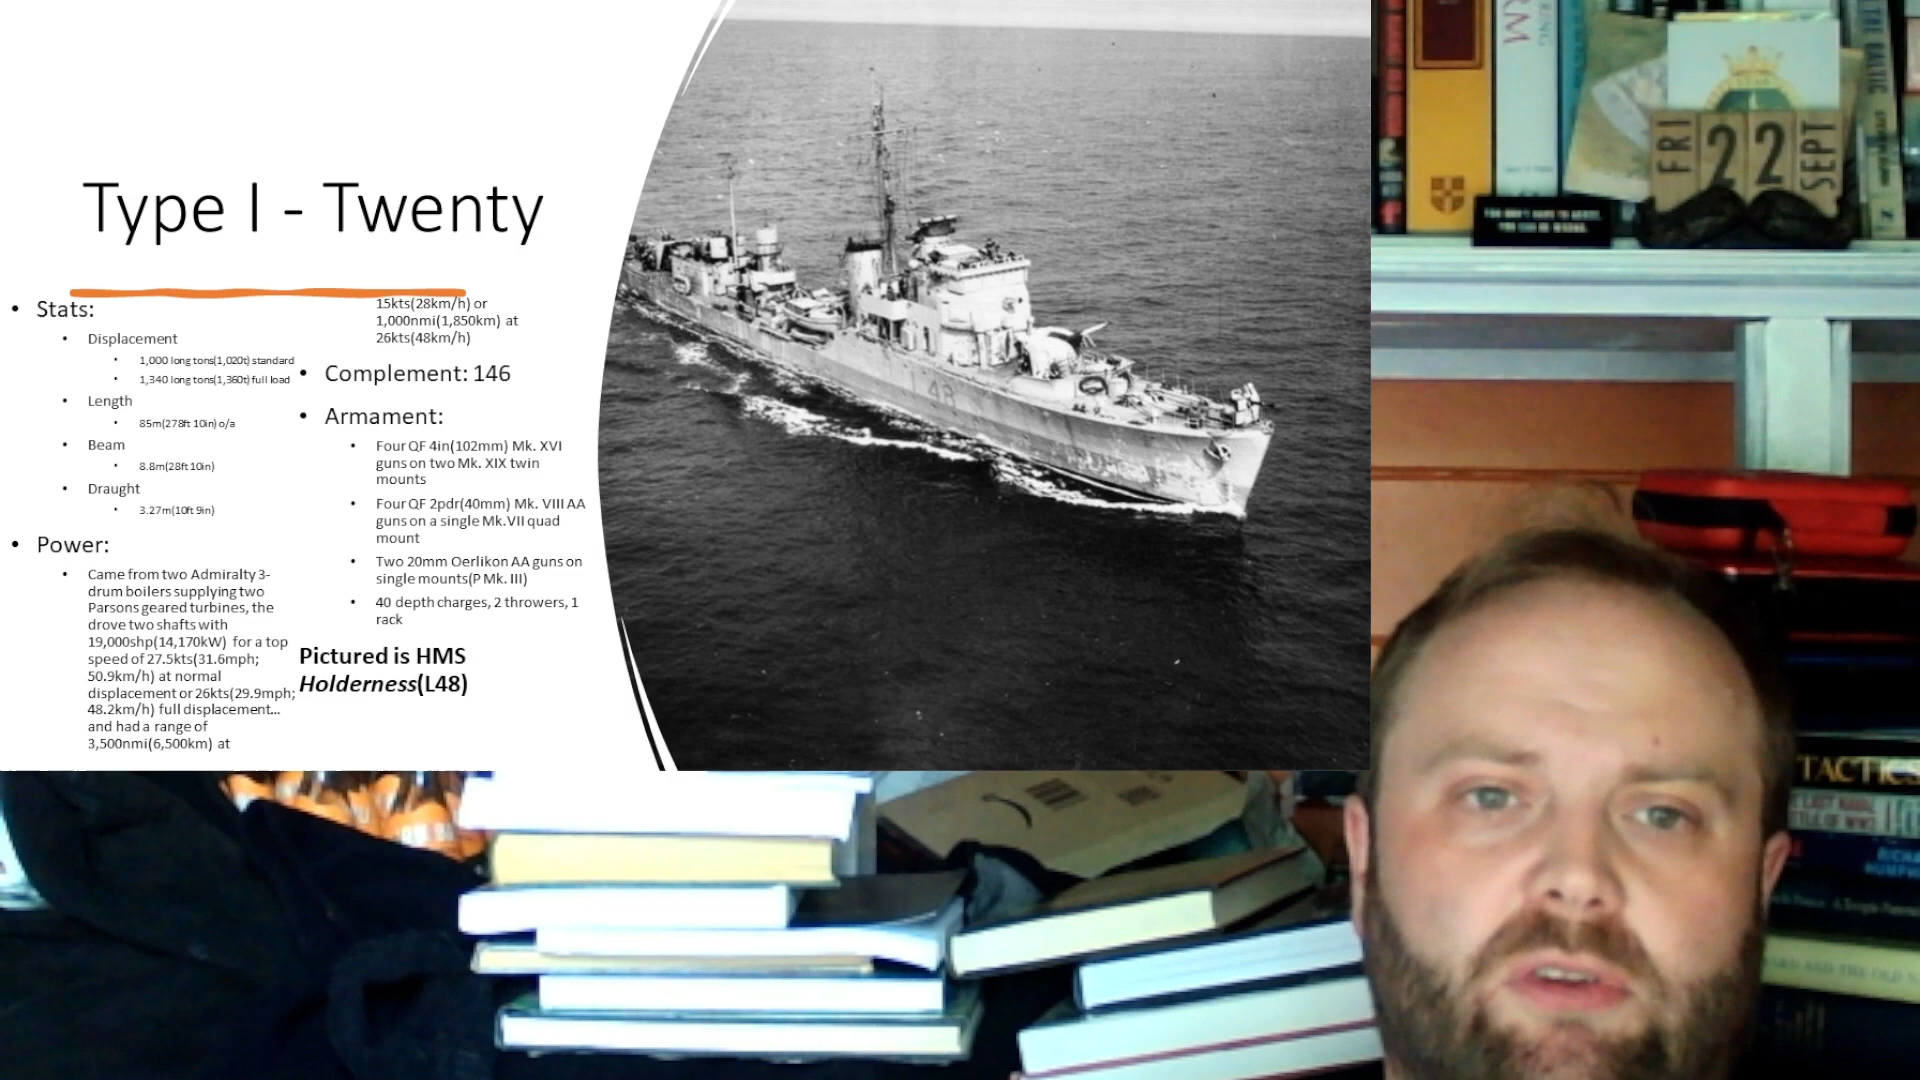 Type I - Twenty
• Stats:
• Displacement
• 1,000 long tons(1,020t) standard
• 1,340 long tons(1,360t) full load
• Length
• 85m(278ft 10in) o/a
• Beam
• 8.8m(28ft 10in)
• Draught
• 3.27m(10ft 9in)
• Power:
• Came from two Admiralty 3-
drum boilers supplying two
Parsons geared turbines, the
drove two shafts with
19,000shp(14,170kW) for a top
speed of 27.5kts(31.6mph;
50.9km/h) at normal
displacement or 26kts(29.9mph;
48.2km/h) full displacement...
and had a range of
3,500nmi(6,500km) at
15kts(28km/h) or
1,000nmi(1,850km) at
26kts(48km/h)
• Complement: 146
• Armament:
• Four QF 4in(102mm) Mk. XVI
guns on two Mk. XIX twin
mounts
• Four QF 2pdr(40mm) Mk. VIII AA
guns on a single Mk.VII quad
mount
• Two 20mm Oerlikon AA guns on
single mounts(P Mk. III)
• 40 depth charges, 2 throwers, 1
rack
Pictured is HMS
Holderness(L48)
L48
THE BALTIC
FRI 22 SEPT
TACTICS